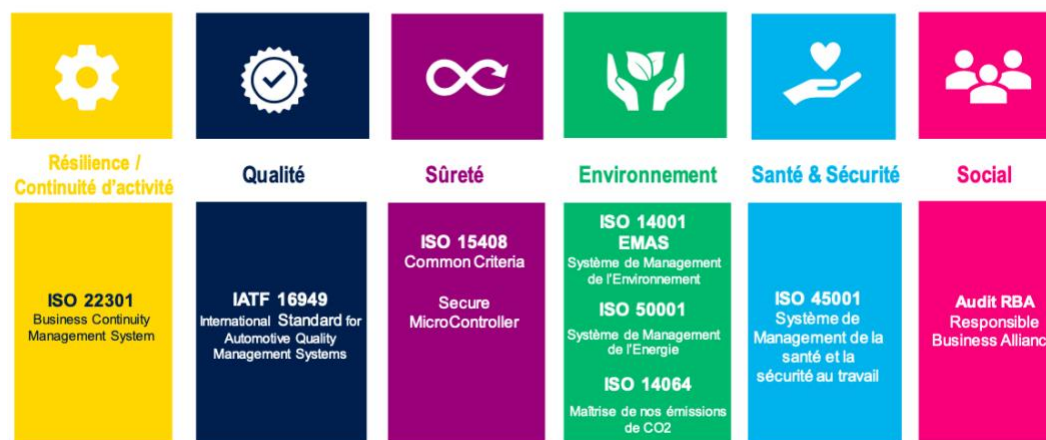 Résilience /
Continuité d'activité
Qualité
Sûreté
Environnement
Santé & Sécurité
Social
ISO 22301
Business Continuity
Management System
IATF 16949
International Standard for
Automotive Quality
Management Systems
ISO 15408
Common Criteria
Secure
MicroController
ISO 14001
EMAS
Système de Management
de l'Environnement
ISO 50001
Système de Management
de l'Energie
ISO 14064
Maîtrise de nos émissions
de CO2
ISO 45001
Système de
Management de la
santé et la
sécurité au travail
Audit RBA
Responsible
Business Allianc